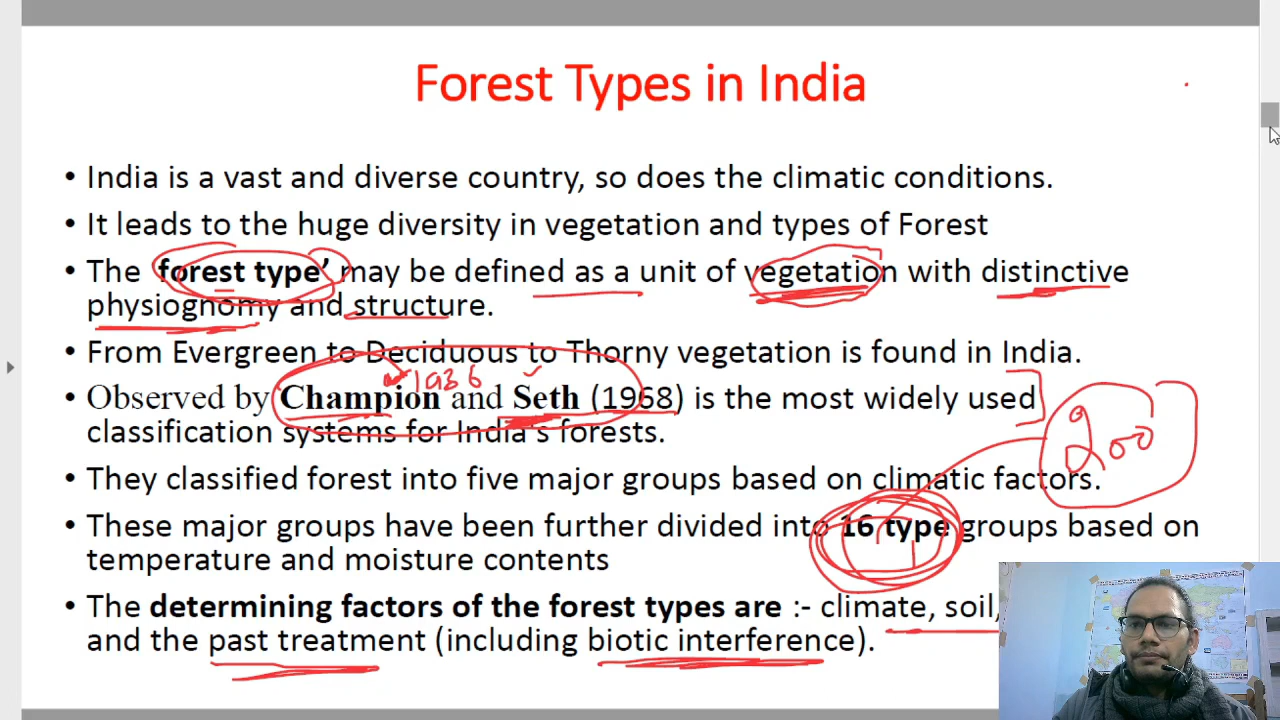 Forest Types in India
• India is a vast and diverse country, so does the climatic conditions.
• It leads to the huge diversity in vegetation and types of Forest
• The ‘forest type’ may be defined as a unit of vegetation with distinctive
physiognomy and structure.
• From Evergreen to Deciduous to Thorny vegetation is found in India.
1936
• Observed by Champion and Seth (1968) is the most widely used
classification systems for India's forests.
200
• They classified forest into five major groups based on climatic factors.
• These major groups have been further divided into 16 type groups based on
temperature and moisture contents
• The determining factors of the forest types are :- climate, soil,
and the past treatment (including biotic interference).